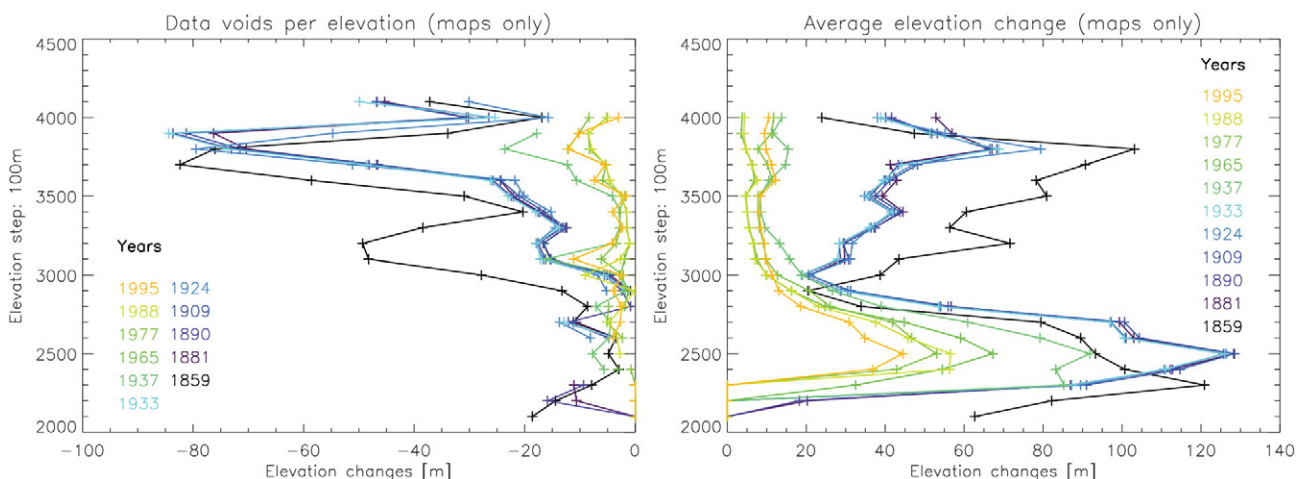 Data voids per elevation (maps only)
4500
4000
3500
3000
2500
2000
Elevation step: 100m
Years
1995 1924
1988 1909
1977 1890
1965 1881
1937 1859
1933
-100 -80 -60 -40 -20 0
Elevation changes [m]
Average elevation change (maps only)
4500
4000
3500
3000
2500
2000
Elevation step: 100m
Years
1995
1988
1977
1965
1937
1933
1924
1909
1890
1881
1859
0 20 40 60 80 100 120 140
Elevation changes [m]